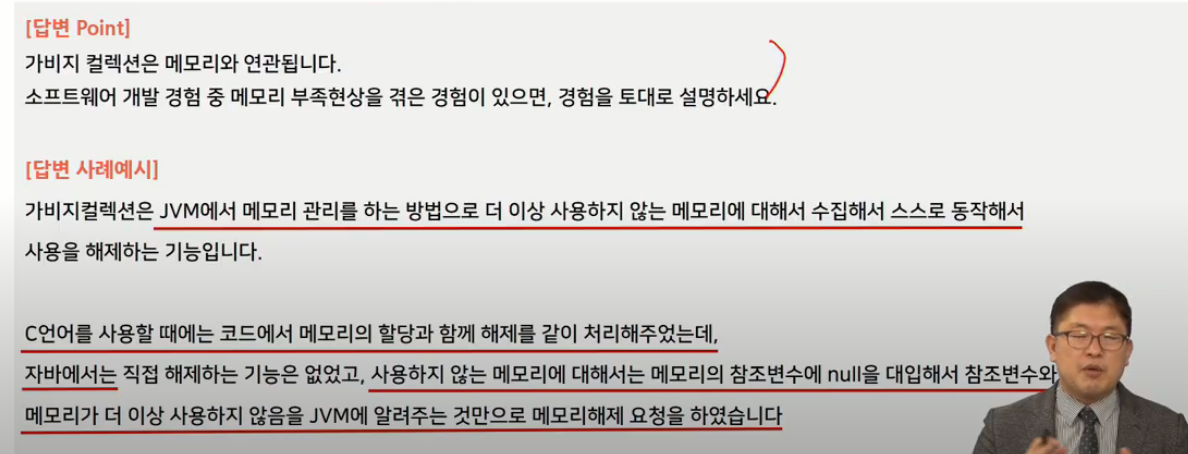 [답변 Point]
가비지 컬렉션은 메모리와 연관됩니다.
소프트웨어 개발 경험 중 메모리 부족현상을 겪은 경험이 있으면, 경험을 토대로 설명하세요.
[답변 사례예시]
가비지컬렉션은 JVM에서 메모리 관리를 하는 방법으로 더 이상 사용하지 않는 메모리에 대해서 수집해서 스스로 동작해서
사용을 해제하는 기능입니다.
C언어를 사용할 때에는 코드에서 메모리의 할당과 함께 해제를 같이 처리해주었는데,
자바에서는 직접 해제하는 기능은 없었고, 사용하지 않는 메모리에 대해서는 메모리의 참조변수에 null을 대입해서 참조변수와
메모리가 더 이상 사용하지 않음을 JVM에 알려주는 것만으로 메모리해제 요청을 하였습니다